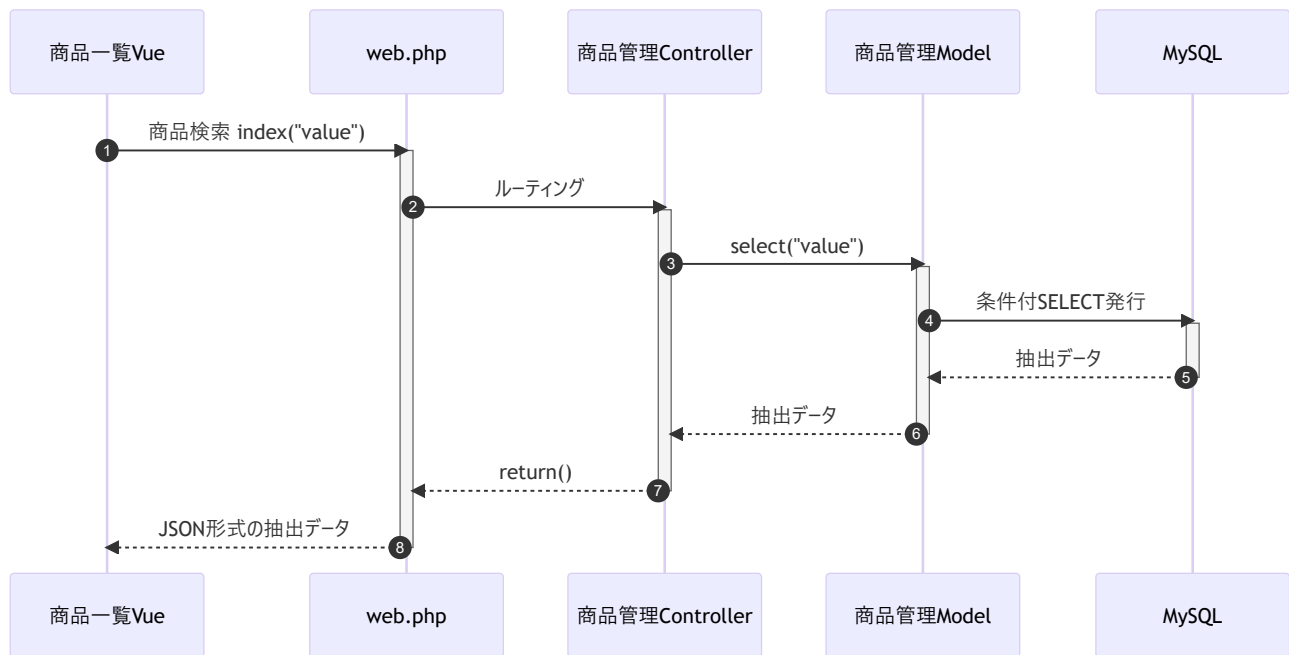 商品一覧Vue
web.php
商品管理Controller
商品管理Model
MySQL
商品検索 index("value")
1
ルーティング
2
select("value")
3
条件付SELECT発行
4
抽出データ
5
抽出データ
6
return()
7
JSON形式の抽出データ
8
商品一覧Vue
web.php
商品管理Controller
商品管理Model
MySQL